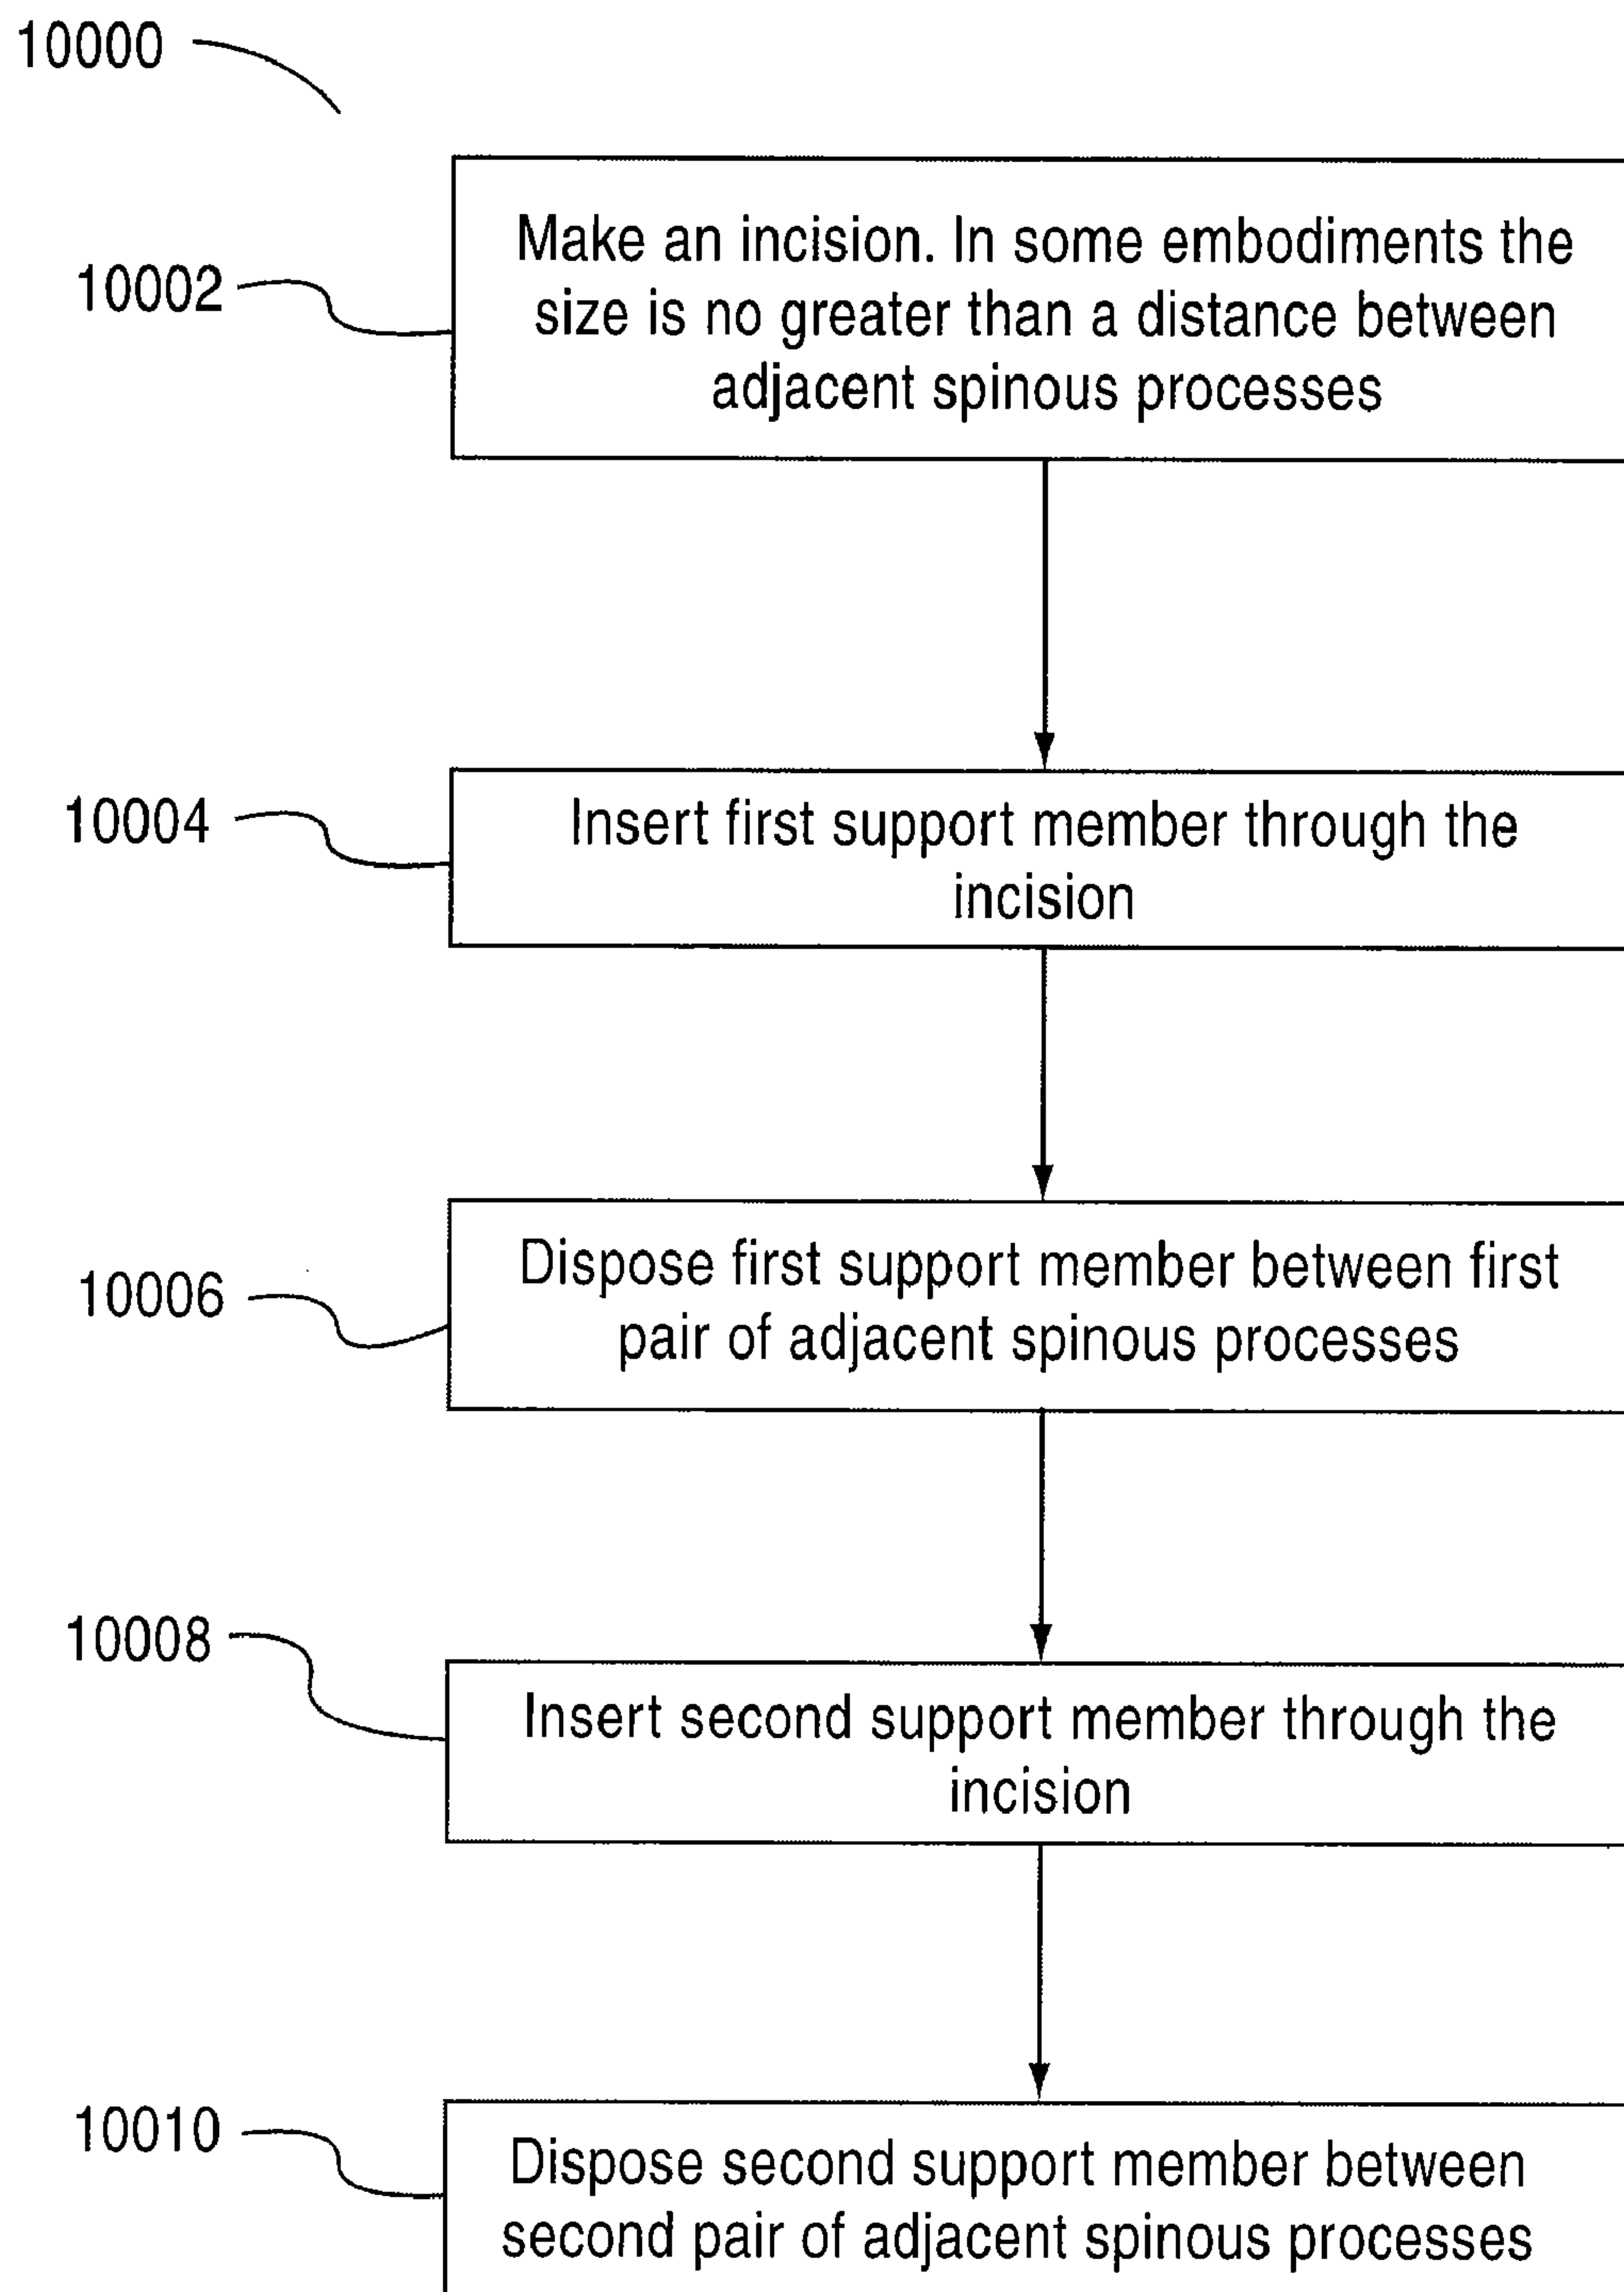 10000
10002
Make an incision. In some embodiments the
size is no greater than a distance between
adjacent spinous processes
10004
Insert first support member through the
incision
10006
Dispose first support member between first
pair of adjacent spinous processes
10008
Insert second support member through the
incision
10010
Dispose second support member between
second pair of adjacent spinous processes